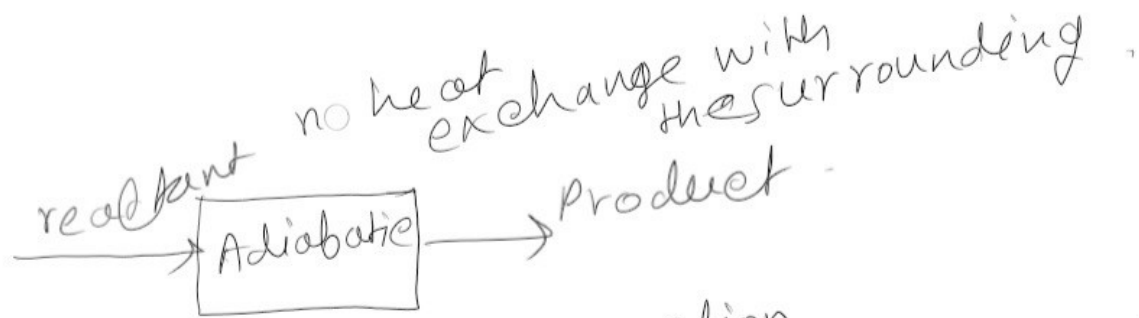 no heat
exchange with
the surrounding.
reactant
Adiabatic
Product.